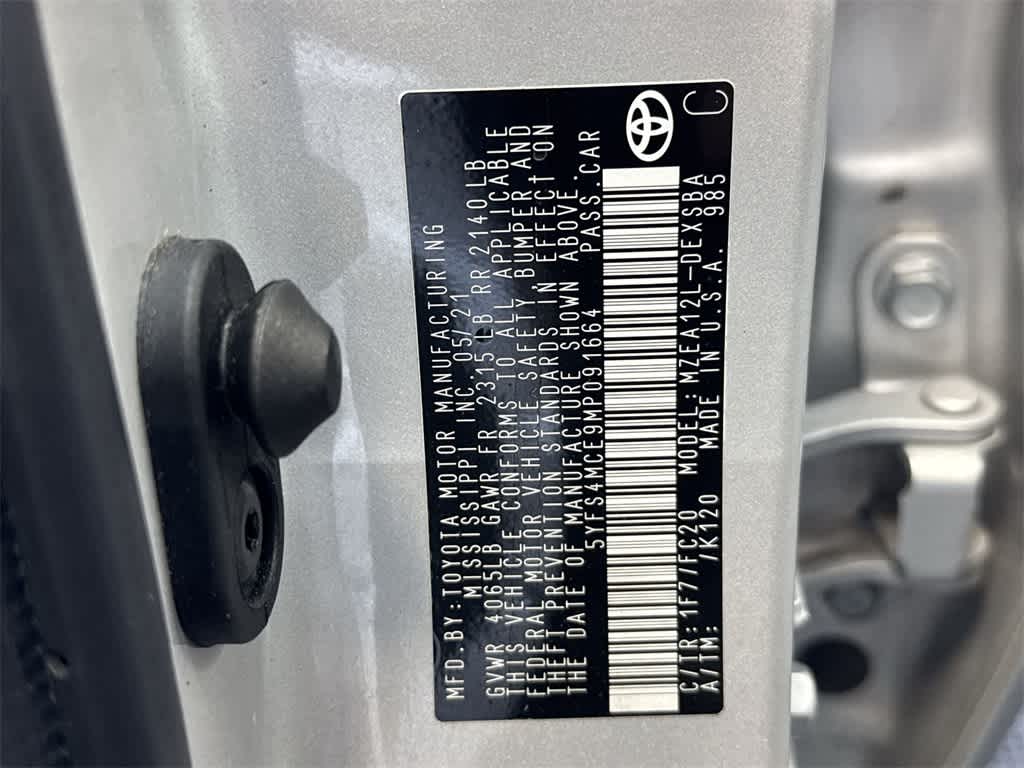 MFD.BY:TOYOTA MOTOR MANUFACTURING
MISSISSIPPI INC. 05/21
GVWR 4065LB GAWR FR 2315 LB RR 2140LB
THIS VEHICLE CONFORMS TO ALL APPLICABLE
FEDERAL MOTOR VEHICLE SAFETY, BUMPER AND
THEFT PREVENTION STANDARDS IN EFFECT ON
THE DATE OF MANUFACTURE SHOWN ABOVE.
5YFS4MCE9MP091664 PASS.CAR
C/TR: 1F7/FC20 MODEL: MZEA12L-DEXSBA
A/TM: /K120 MADE IN U.S.A. 985
C